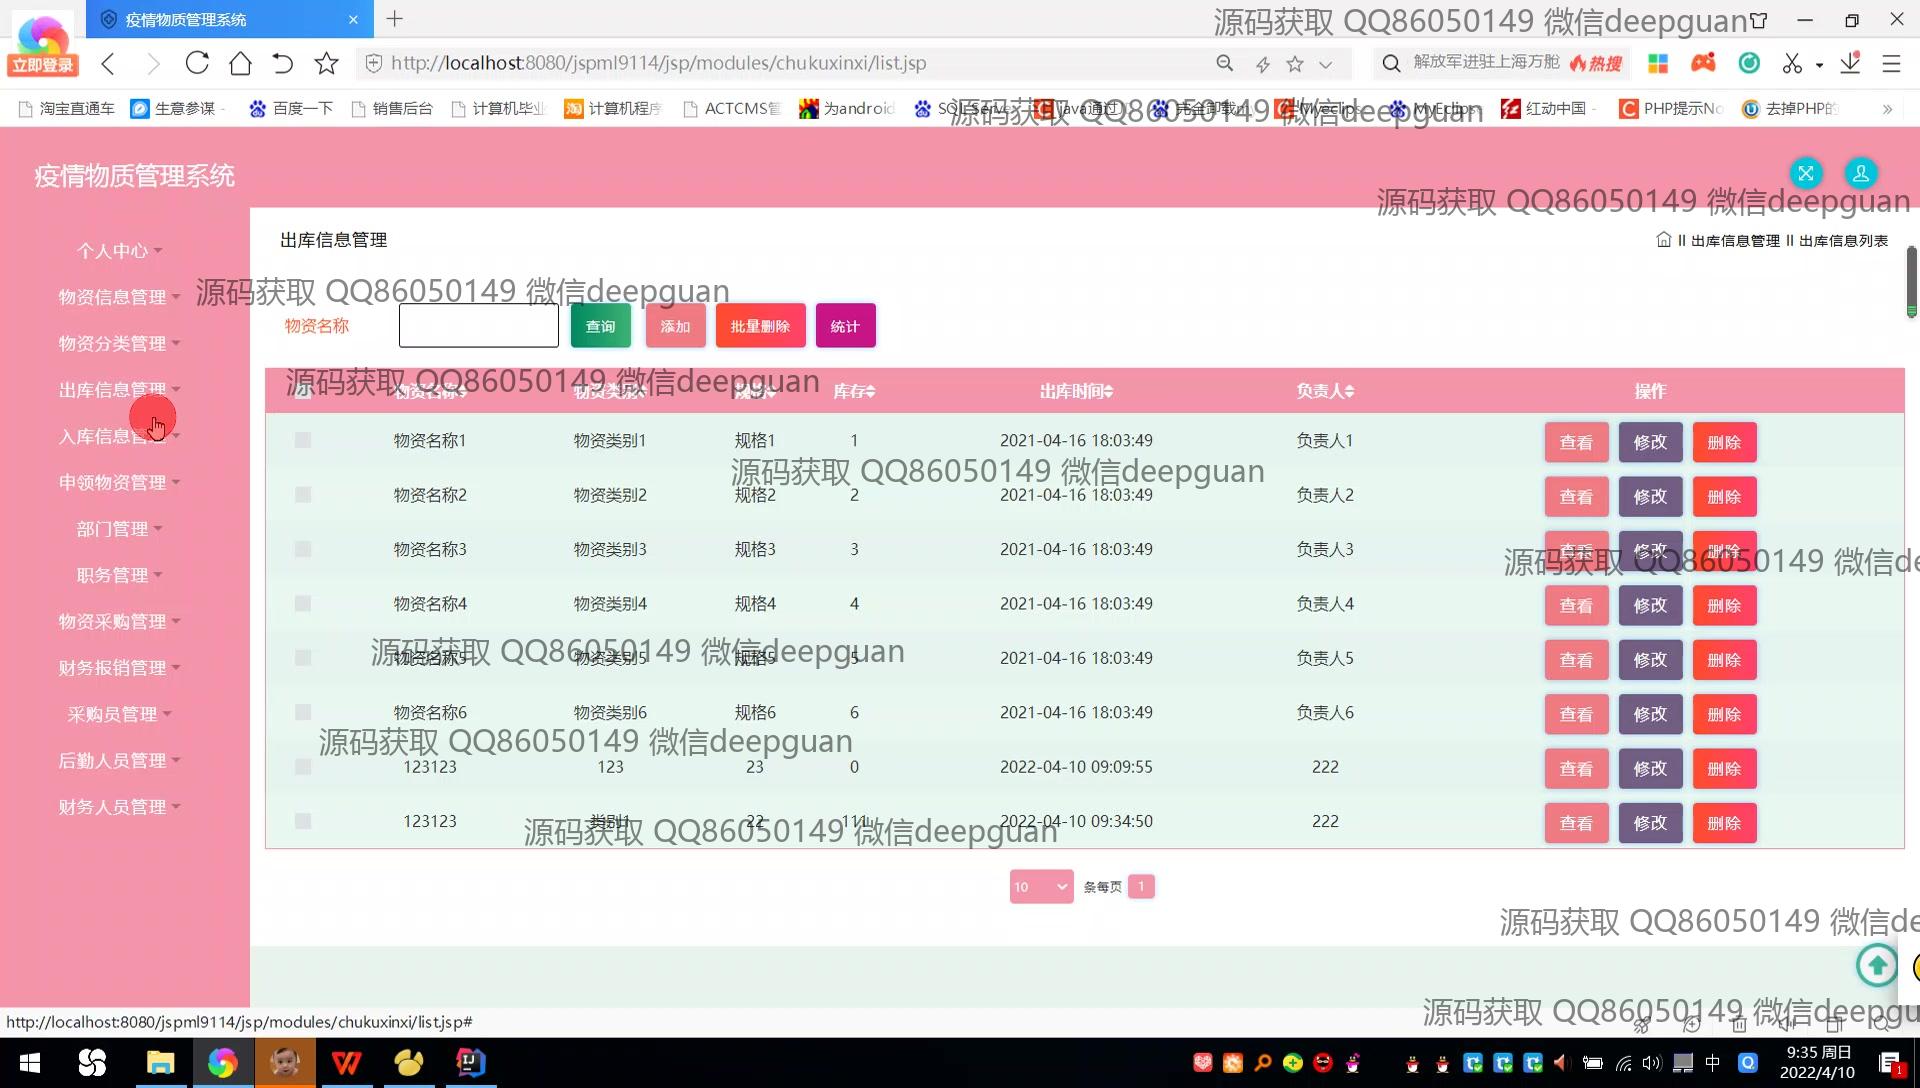 疫情物质管理系统
源码获取 QQ86050149 微信deepguan
立即登录
http://localhost:8080/jspml9114/jsp/modules/chukuxinxi/list.jsp
解放军进驻上海万舱
热搜
淘宝直通车 生意参谋 - 百度一下 销售后台 计算机毕业 计算机程序 ACTCMS管 为android 红动中国 - PHP提示No 去掉PHP的
源码获取 QQ86050149 微信deepguan
疫情物质管理系统
源码获取 QQ86050149 微信deepguan
出库信息管理
出库信息管理 出库信息列表
个人中心
物资信息管理
物资分类管理
出库信息管理
入库信息管理
申领物资管理
部门管理
职务管理
物资采购管理
财务报销管理
采购员管理
后勤人员管理
财务人员管理
源码获取 QQ86050149 微信deepguan
物资名称 查询 添加 批量删除 统计
源码获取 QQ86050149 微信deepguan
物资名称 物资类别 规格 库存 出库时间 负责人 操作
物资名称1 物资类别1 规格1 1 2021-04-16 18:03:49 负责人1 查看 修改 删除
源码获取 QQ86050149 微信deepguan
物资名称2 物资类别2 规格2 2 2021-04-16 18:03:49 负责人2 查看 修改 删除
物资名称3 物资类别3 规格3 3 2021-04-16 18:03:49 负责人3 查看 修改 删除
源码获取 QQ86050149 微信de
物资名称4 物资类别4 规格4 4 2021-04-16 18:03:49 负责人4 查看 修改 删除
源码获取 QQ86050149 微信deepguan
物资名称5 物资类别5 规格5 5 2021-04-16 18:03:49 负责人5 查看 修改 删除
物资名称6 物资类别6 规格6 6 2021-04-16 18:03:49 负责人6 查看 修改 删除
源码获取 QQ86050149 微信deepguan
123123 123 23 0 2022-04-10 09:09:55 222 查看 修改 删除
123123 类别1 22 111 2022-04-10 09:34:50 222 查看 修改 删除
源码获取 QQ86050149 微信deepguan
10 条每页 1
源码获取 QQ86050149 微信de
源码获取 QQ86050149 微信deepgu
http://localhost:8080/jspml9114/jsp/modules/chukuxinxi/list.jsp#
中
9:35 周日
2022/4/10
1